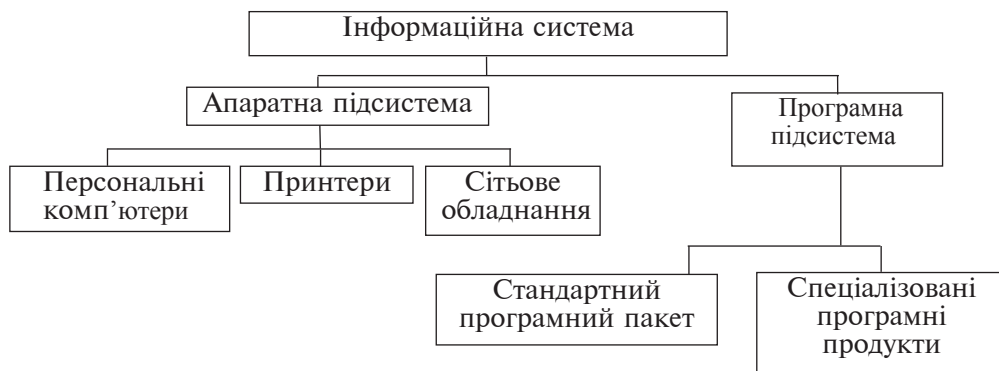 Інформаційна система
Апаратна підсистема
Програмна
підсистема
Персональні
комп’ютери
Принтери
Сітьове
обладнання
Стандартний
програмний пакет
Спеціалізовані
програмні
продукти